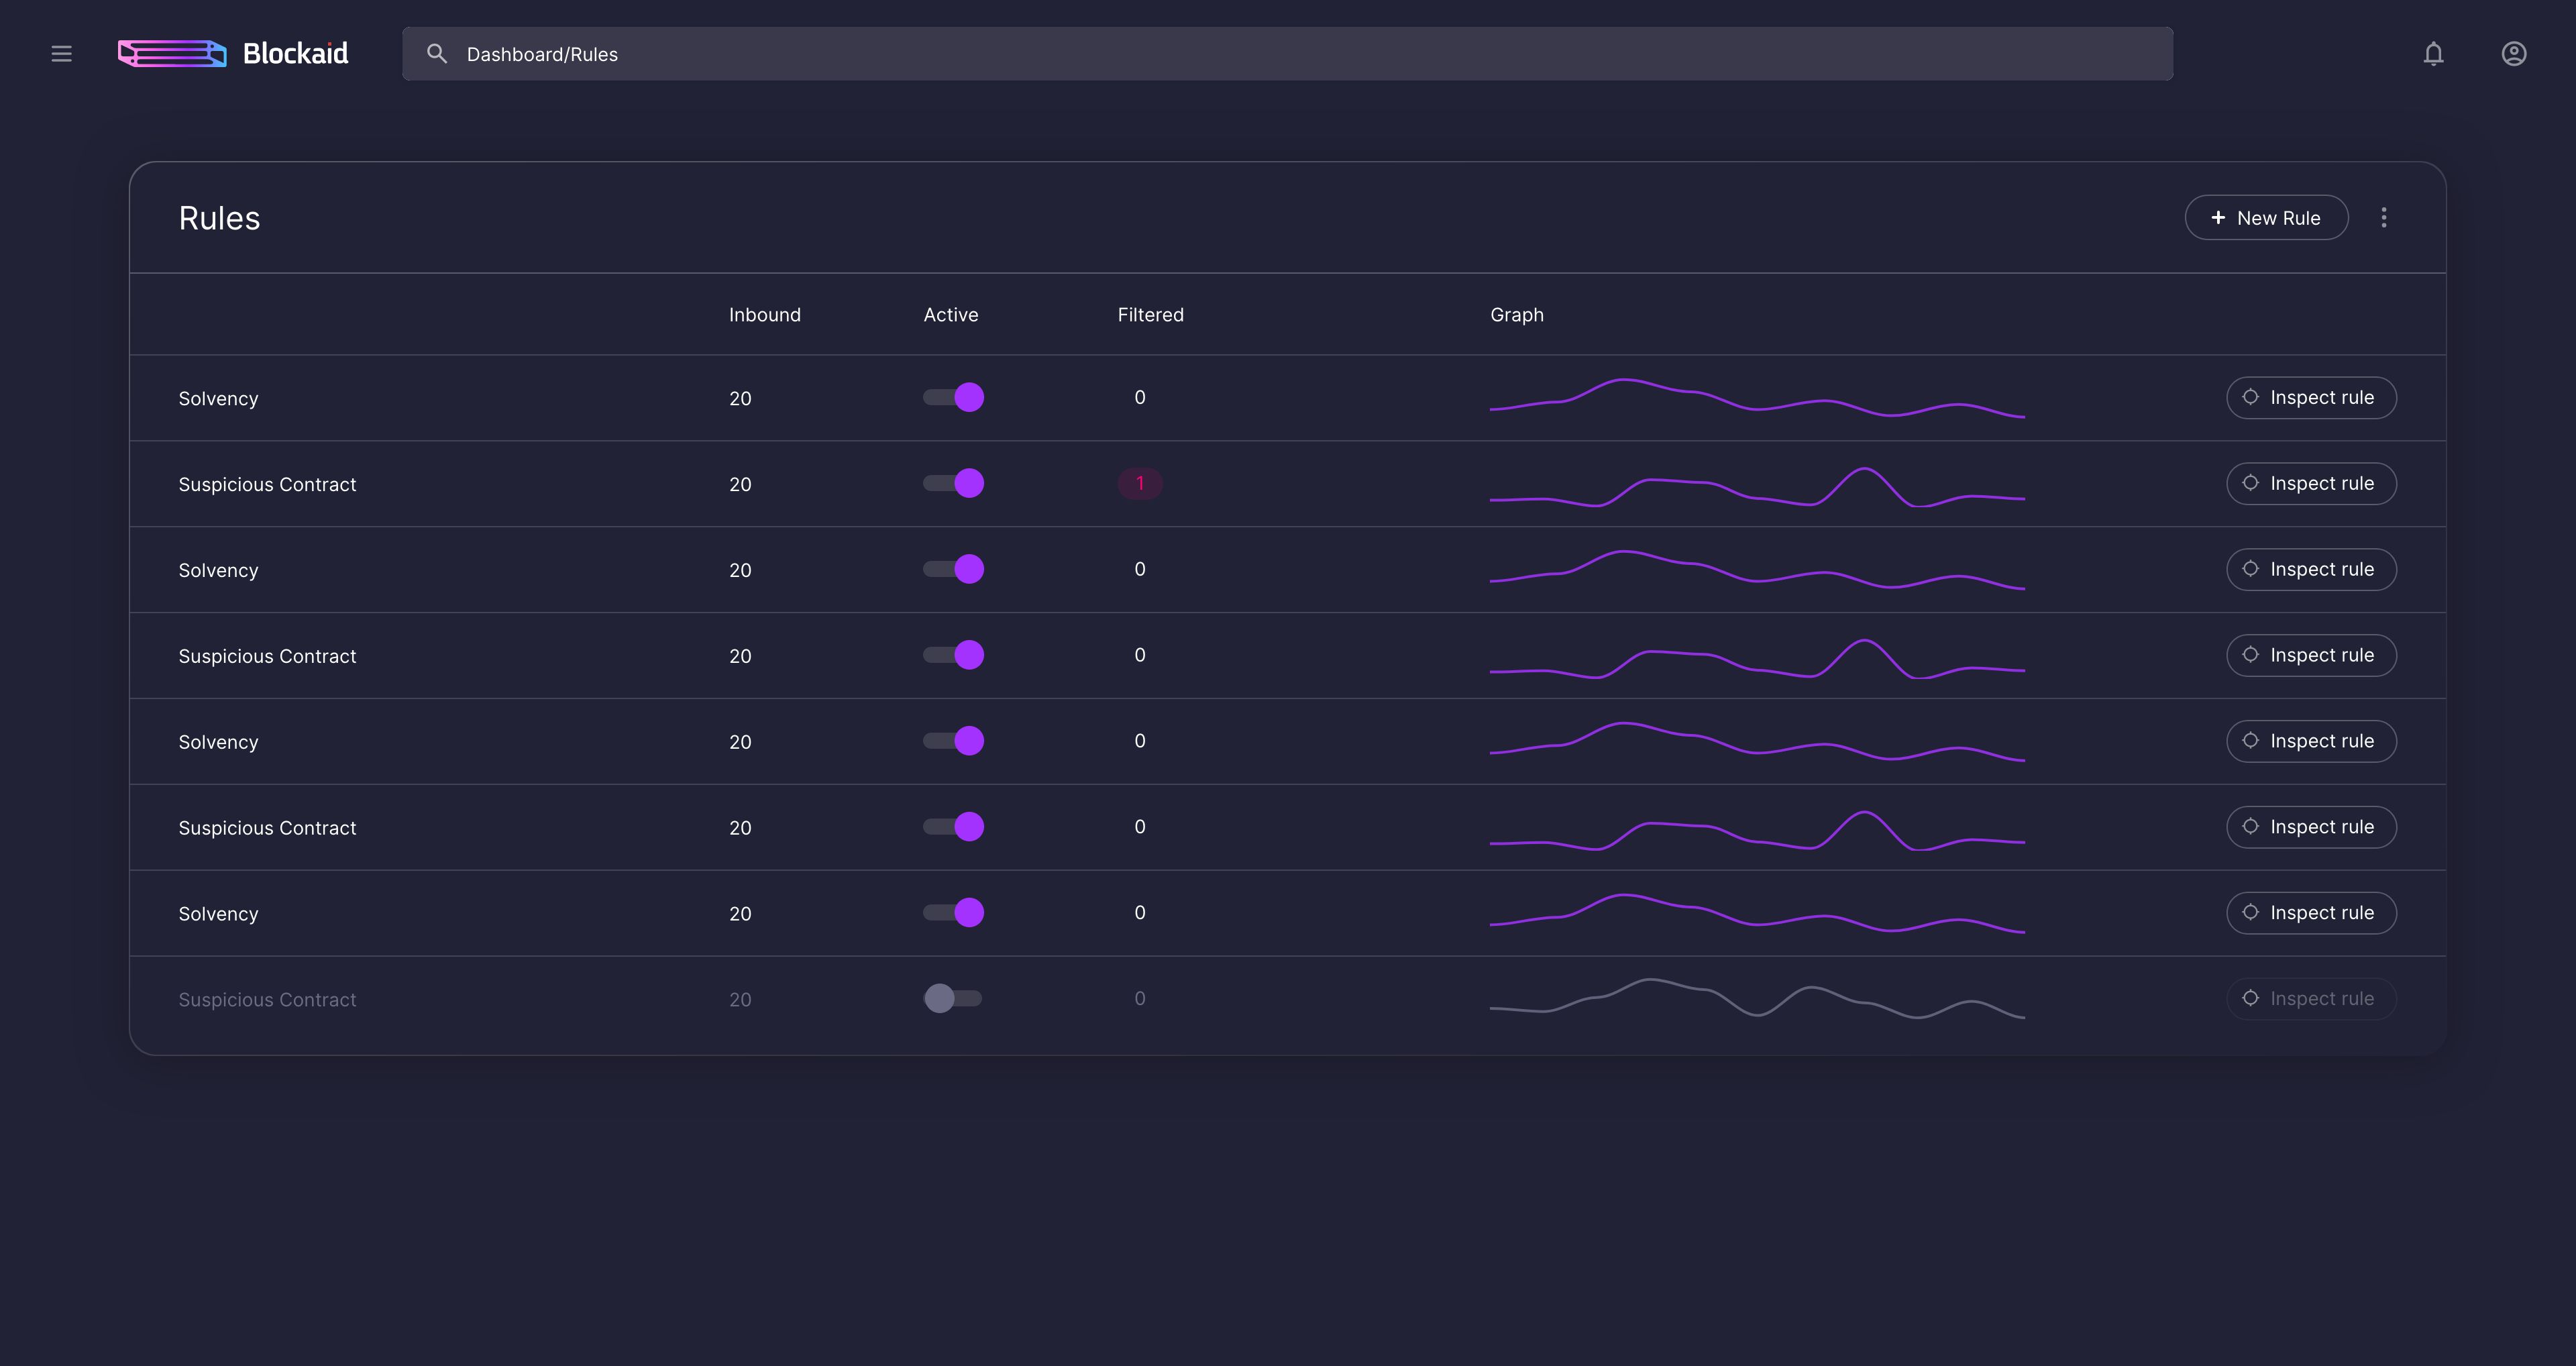 Blockaid
Dashboard/Rules
Rules
+ New Rule
Inbound Active Filtered Graph
Solvency 20 0 Inspect rule
Suspicious Contract 20 1 Inspect rule
Solvency 20 0 Inspect rule
Suspicious Contract 20 0 Inspect rule
Solvency 20 0 Inspect rule
Suspicious Contract 20 0 Inspect rule
Solvency 20 0 Inspect rule
Suspicious Contract 20 0 Inspect rule